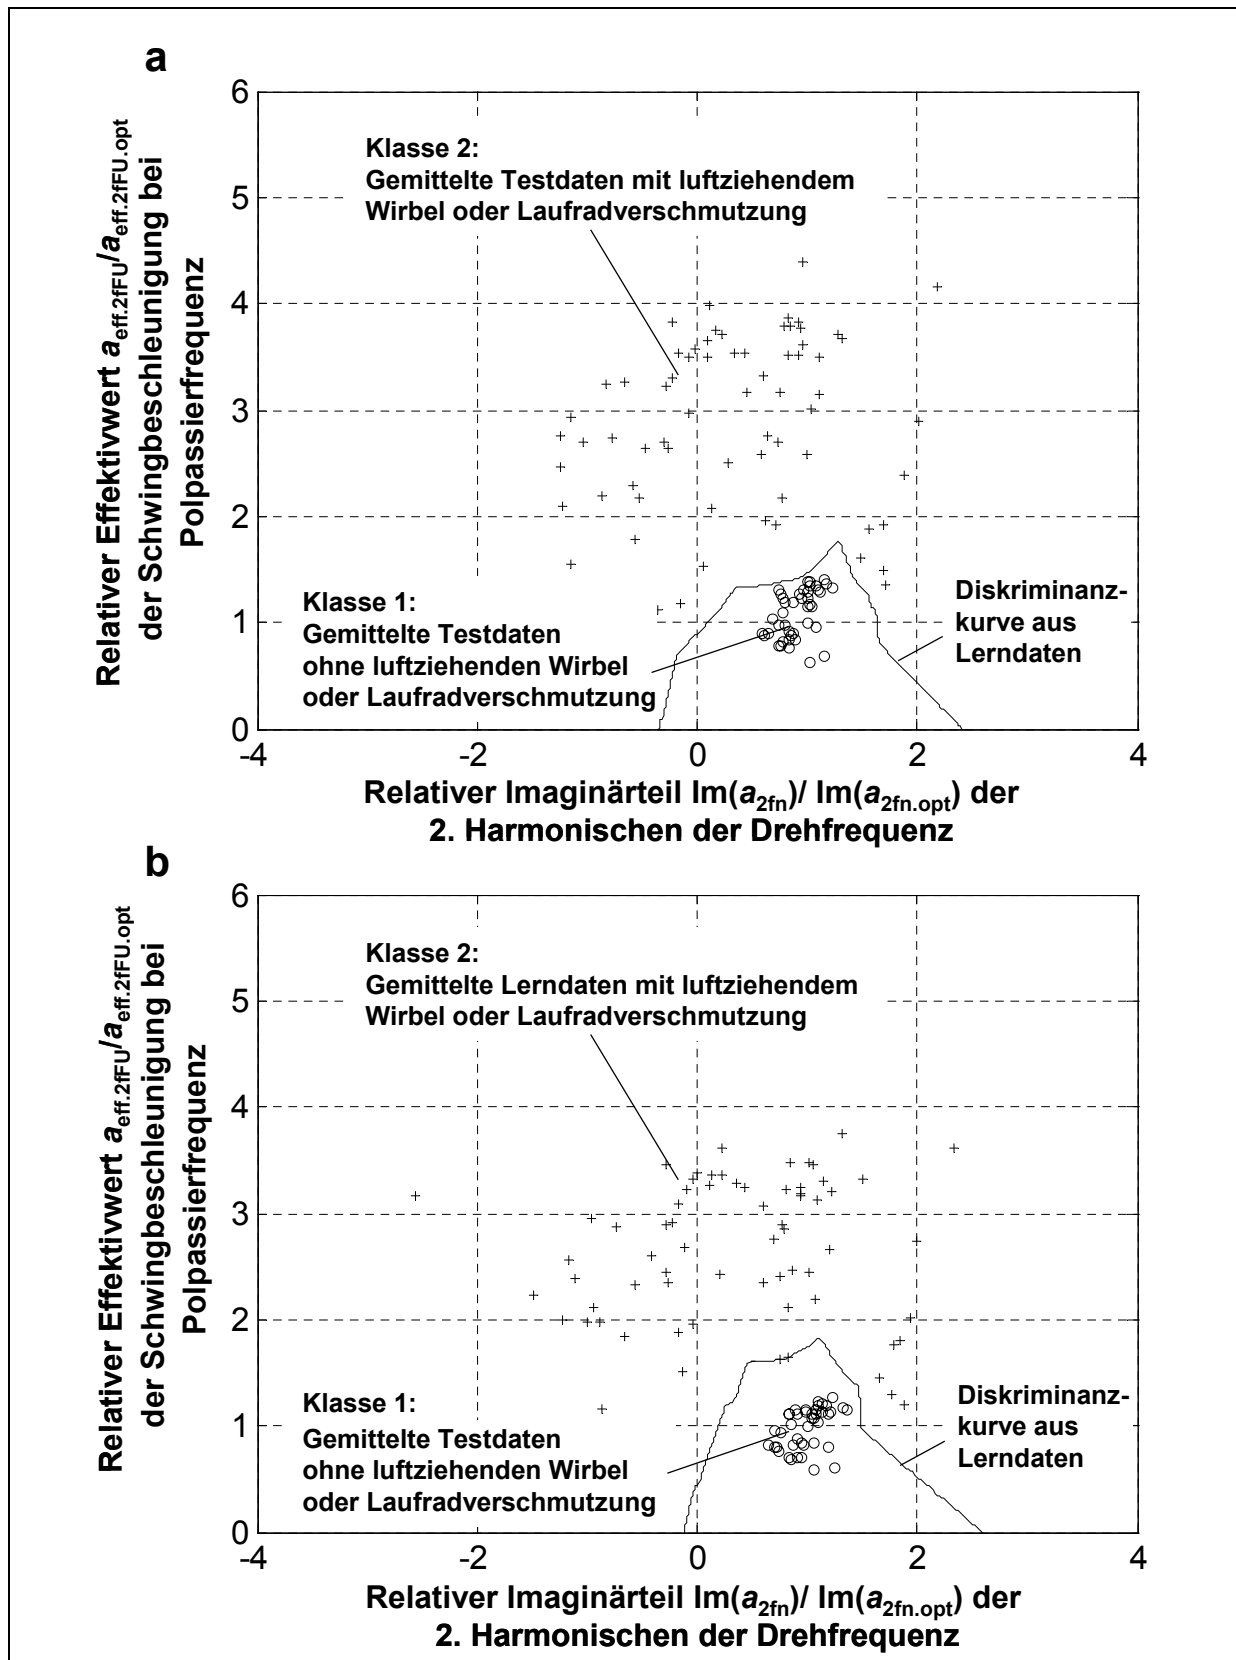 a
Relativer Effektivwert a eff.2fFU/a eff.2fFU.opt
der Schwingbeschleunigung bei
Polpassierfrequenz
6
5
4
3
2
1
0
Klasse 2:
Gemittelte Testdaten mit luftziehendem
Wirbel oder Laufradverschmutzung
Klasse 1:
Gemittelte Testdaten
ohne luftziehenden Wirbel
oder Laufradverschmutzung
Diskriminanz-
kurve aus
Lerndaten
-4 -2 0 2 4
Relativer Imaginärteil Im(a2fn)/ Im(a2fn.opt) der
2. Harmonischen der Drehfrequenz
b
Relativer Effektivwert a eff.2fFU/a eff.2fFU.opt
der Schwingbeschleunigung bei
Polpassierfrequenz
6
5
4
3
2
1
0
Klasse 2:
Gemittelte Lerndaten mit luftziehendem
Wirbel oder Laufradverschmutzung
Klasse 1:
Gemittelte Testdaten
ohne luftziehenden Wirbel
oder Laufradverschmutzung
Diskriminanz-
kurve aus
Lerndaten
-4 -2 0 2 4
Relativer Imaginärteil Im(a2fn)/ Im(a2fn.opt) der
2. Harmonischen der Drehfrequenz